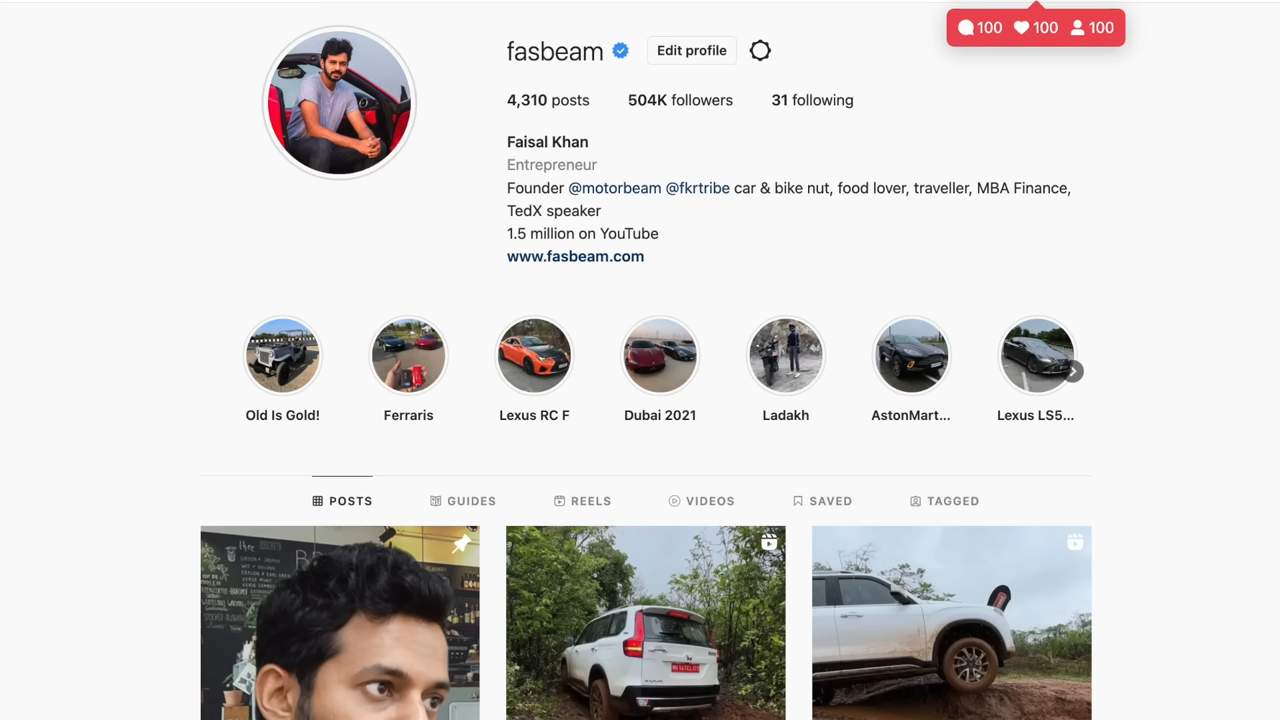 100 100 100
fasbeam Edit profile
4,310 posts 504K followers 31 following
Faisal Khan
Entrepreneur
Founder @motorbeam @fkrtribe car & bike nut, food lover, traveller, MBA Finance,
TedX speaker
1.5 million on YouTube
www.fasbeam.com
Old Is Gold! Ferraris Lexus RC F Dubai 2021 Ladakh AstonMart... Lexus LS5...
POSTS GUIDES REELS VIDEOS SAVED TAGGED